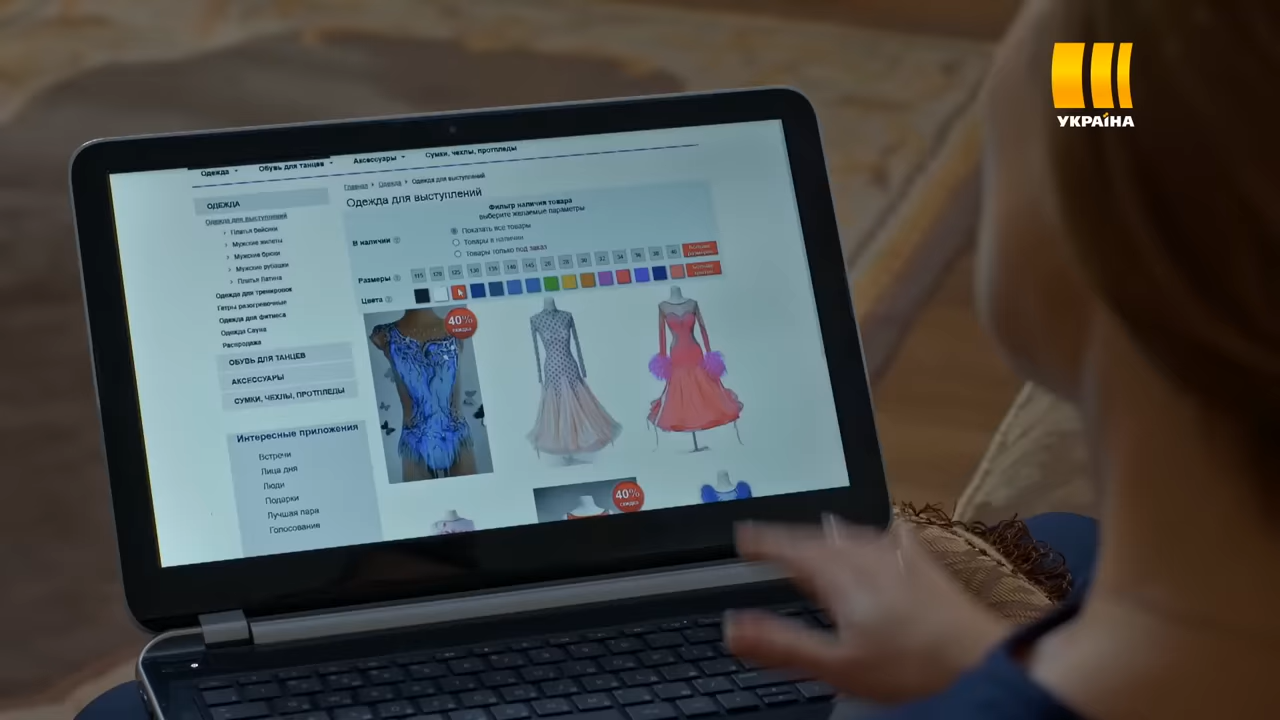 УКРАЇНА
Одежда
Обувь для танцев
Аксессуары
Сумки, чехлы, протпледы
Главная > Одежда > Одежда для выступлений
ОДЕЖДА
Одежда для выступлений
Платья бейсики
Мужские жилеты
Мужские брюки
Мужские рубашки
Платья Латина
Одежда для тренировок
Гетры разогревочные
Одежда для фитнеса
Одежда Сауна
Распродажа
ОБУВЬ ДЛЯ ТАНЦЕВ
АКСЕССУАРЫ
СУМКИ, ЧЕХЛЫ, ПРОТПЛЕДЫ
Интересные приложения
Встречи
Лица дня
Люди
Подарки
Лучшая пара
Голосования
Одежда для выступлений
Фильтр наличия товара
выберите желаемые параметры
В наличии
Показать все товары
Товары в наличии
Товары только под заказ
Размеры
Цвета
40%
скидка
40%
скидка